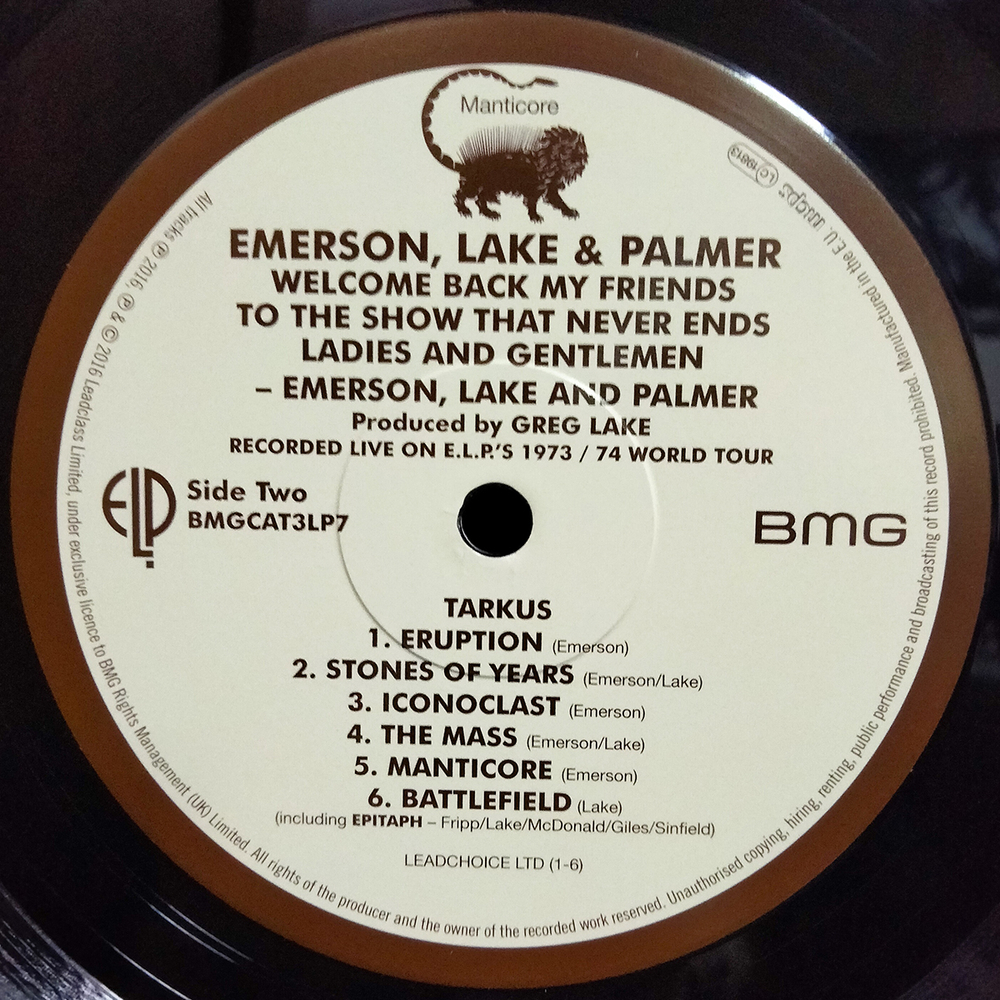 Manticore
EMERSON, LAKE & PALMER
WELCOME BACK MY FRIENDS
TO THE SHOW THAT NEVER ENDS
LADIES AND GENTLEMEN
– EMERSON, LAKE AND PALMER
Produced by GREG LAKE
RECORDED LIVE ON E.L.P.'S 1973 / 74 WORLD TOUR
ELP
Side Two
BMGCAT3LP7
BMG
TARKUS
1. ERUPTION (Emerson)
2. STONES OF YEARS (Emerson/Lake)
3. ICONOCLAST (Emerson)
4. THE MASS (Emerson/Lake)
5. MANTICORE (Emerson)
6. BATTLEFIELD (Lake)
(including EPITAPH – Fripp/Lake/McDonald/Giles/Sinfield)
LEADCHOICE LTD (1-6)
All tracks ℗ 2016. ℗ & © 2016 Leadclass Limited, under exclusive licence to BMG Rights Management (UK) Limited. All rights of the producer and the owner of the recorded work reserved. Unauthorised copying, hiring, renting, public performance and broadcasting of this record prohibited. Manufactured in the E.U. mcps
LC 19813